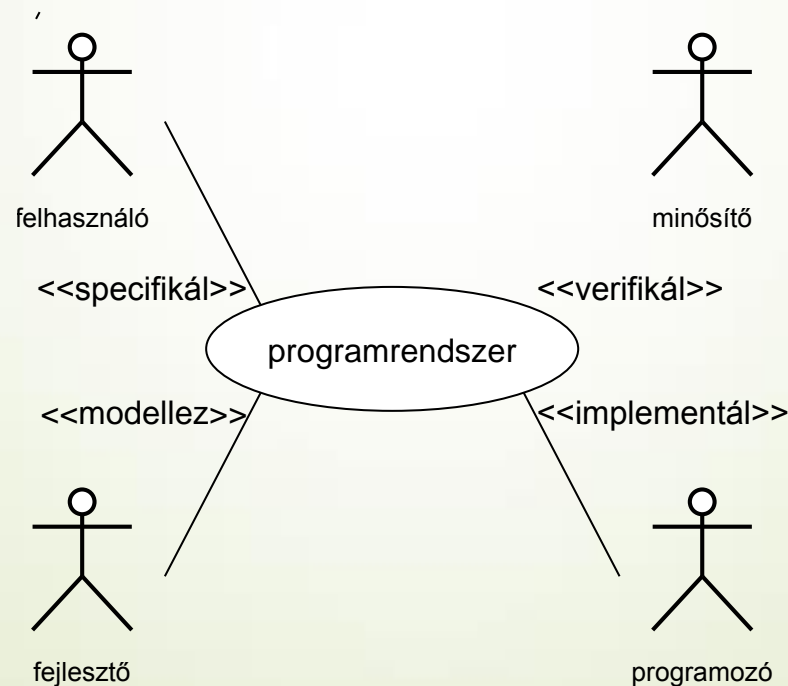 felhasználó
minősítő
<<specifikál>>
<<verifikál>>
programrendszer
<<modellez>>
<<implementál>>
fejlesztő
programozó